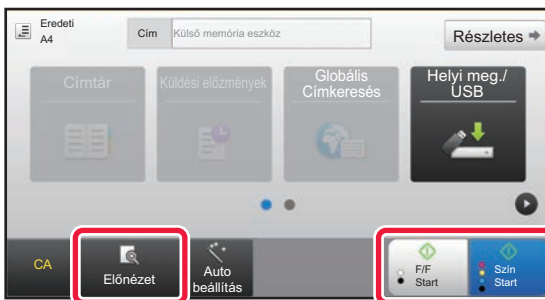 Eredeti
A4
Cím
Külső memória eszköz
Részletes
Címtár
Küldési előzmények
Globális
Címkeresés
Helyi meg./
USB
CA
Előnézet
Auto
beállítás
F/F
Start
Szín
Start